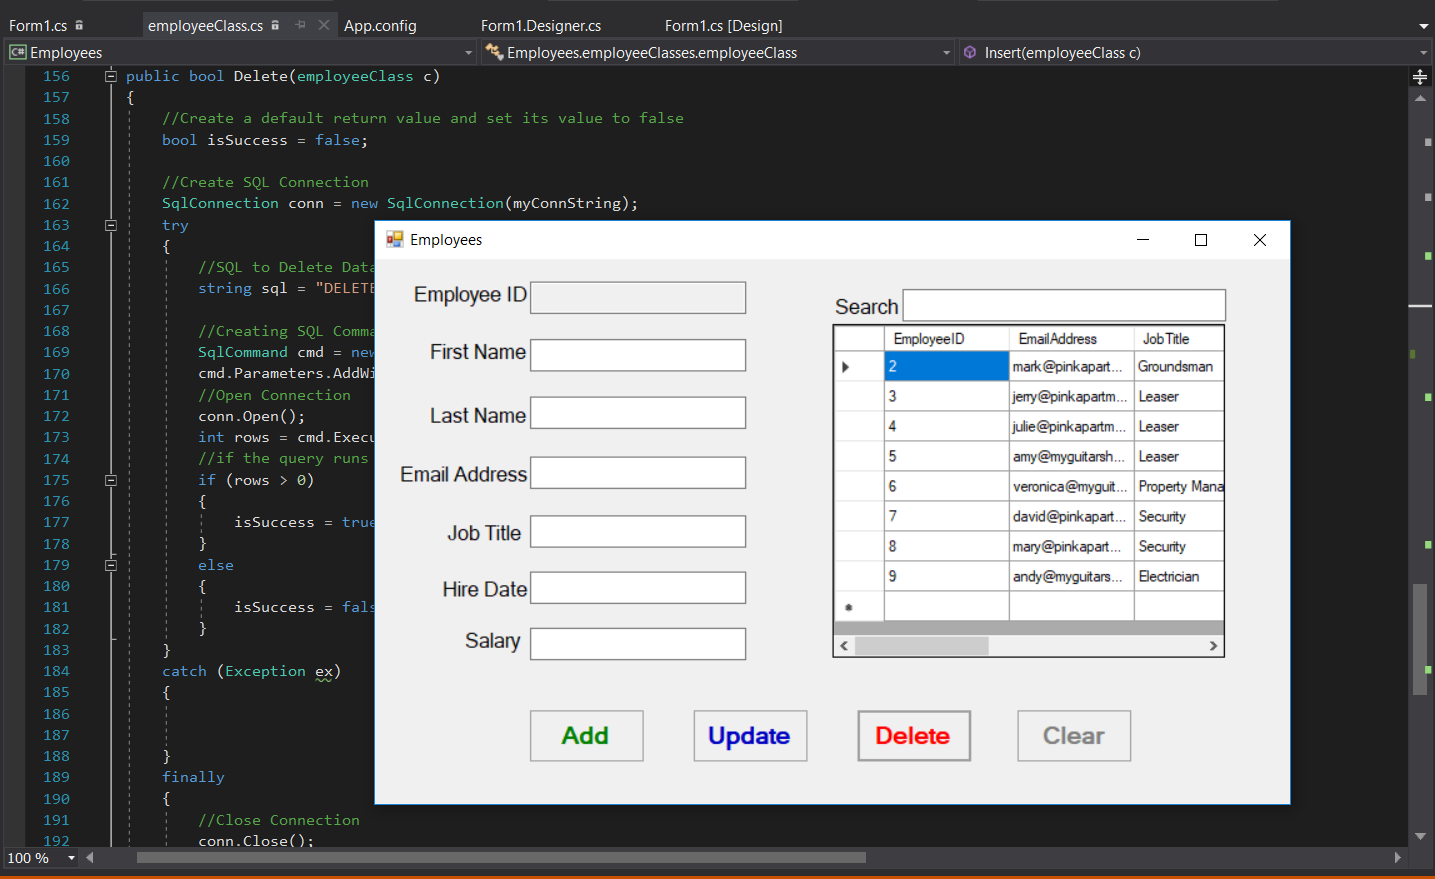 Form1.cs employeeClass.cs App.config Form1.Designer.cs Form1.cs [Design]
C# Employees Employees.employeeClasses.employeeClass Insert(employeeClass c)
156 public bool Delete(employeeClass c)
157 {
158 //Create a default return value and set its value to false
159 bool isSuccess = false;
160
161 //Create SQL Connection
162 SqlConnection conn = new SqlConnection(myConnString);
163 try
164 {
165 //SQL to Delete Data
166 string sql = "DELETE
167
168 //Creating SQL Comma
169 SqlCommand cmd = new
170 cmd.Parameters.AddWi
171 //Open Connection
172 conn.Open();
173 int rows = cmd.Execu
174 //if the query runs
175 if (rows > 0)
176 {
177 isSuccess = true
178 }
179 else
180 {
181 isSuccess = fals
182 }
183 }
184 catch (Exception ex)
185 {
186
187
188 }
189 finally
190 {
191 //Close Connection
192 conn.Close();
100 %
Employees
Employee ID
First Name
Last Name
Email Address
Job Title
Hire Date
Salary
Search
EmployeeID EmailAddress JobTitle
2 mark@pinkapart... Groundsman
3 jerry@pinkapartm... Leaser
4 julie@pinkapartm... Leaser
5 amy@myguitarsh... Leaser
6 veronica@myguit... Property Mana
7 david@pinkapart... Security
8 mary@pinkapart... Security
9 andy@myguitars... Electrician
Add Update Delete Clear